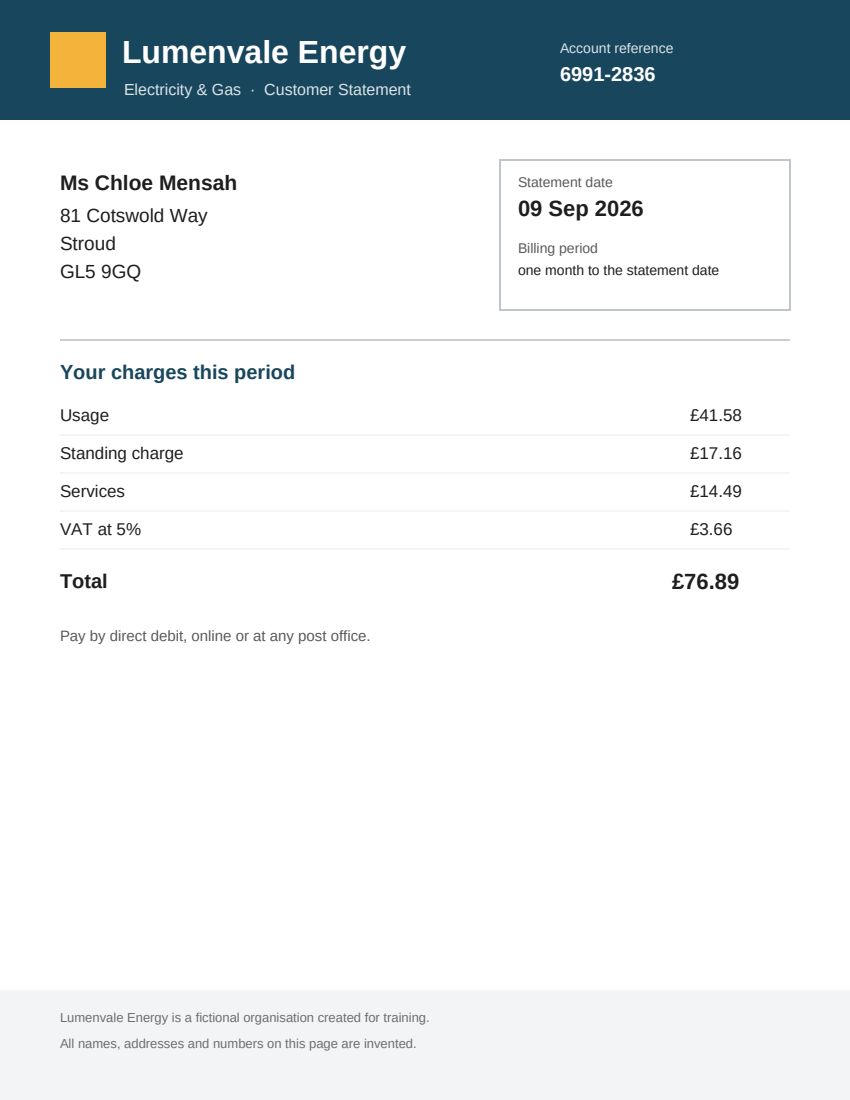 Lumenvale Energy
Electricity & Gas · Customer Statement
Account reference
6991-2836
Ms Chloe Mensah
81 Cotswold Way
Stroud
GL5 9GQ
Statement date
09 Sep 2026
Billing period
one month to the statement date
Your charges this period
Usage £41.58
Standing charge £17.16
Services £14.49
VAT at 5% £3.66
Total £76.89
Pay by direct debit, online or at any post office.
Lumenvale Energy is a fictional organisation created for training.
All names, addresses and numbers on this page are invented.